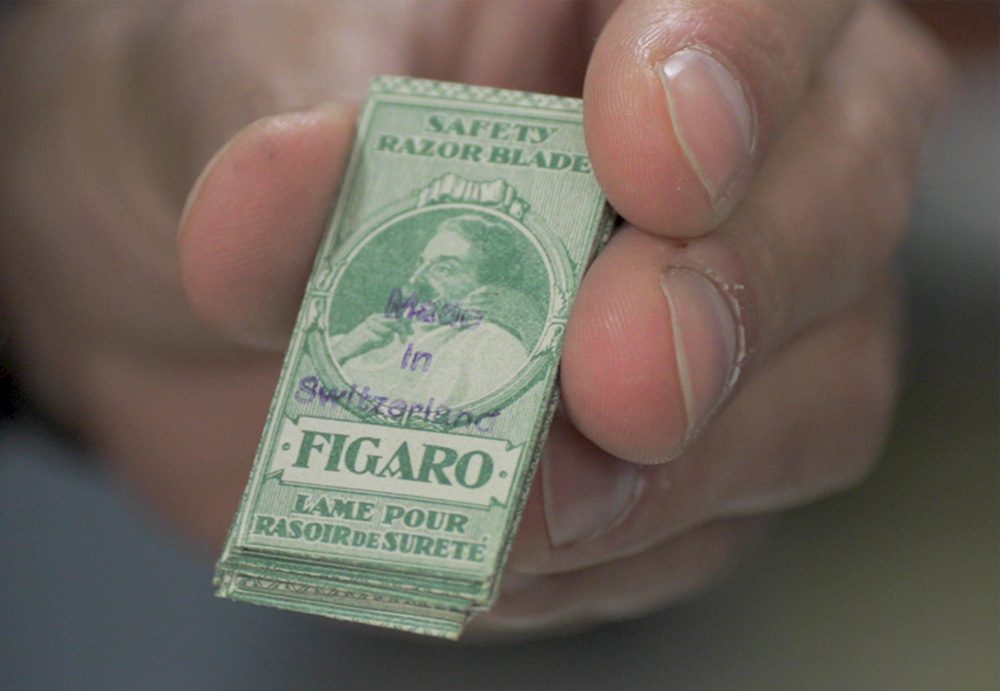 SAFETY
RAZOR BLADE
Made
In
Switzerland
FIGARO
LAME POUR
RASOIR DE SURETÉ